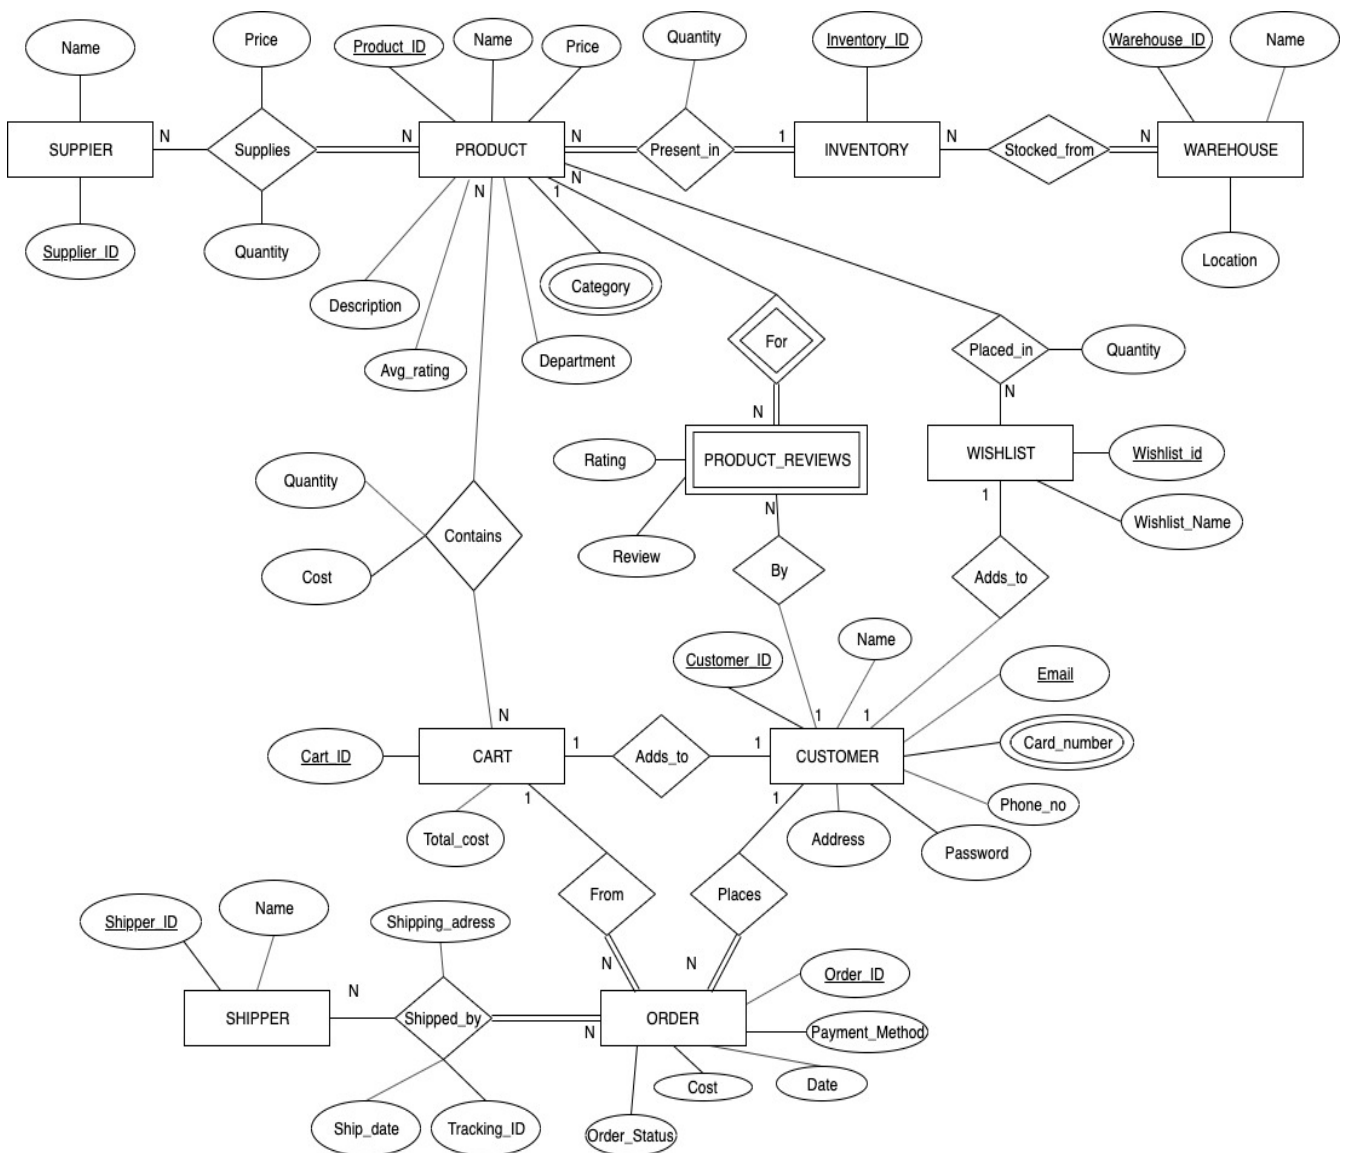 Name
Price
Product_ID
Name
Price
Quantity
Inventory_ID
Warehouse_ID
Name
SUPPIER
N
Supplies
N
PRODUCT
N
Present_in
1
INVENTORY
N
Stocked_from
N
WAREHOUSE
N
1
N
Supplier_ID
Quantity
Description
Category
Location
Avg_rating
Department
For
Placed_in
Quantity
N
N
Rating
PRODUCT_REVIEWS
WISHLIST
Wishlist_id
Quantity
N
1
Wishlist_Name
Contains
Review
Cost
By
Adds_to
Name
Customer_ID
Email
N
1
1
Cart_ID
CART
1
Adds_to
1
CUSTOMER
Card_number
1
1
Phone_no
Total_cost
Address
Password
From
Places
Shipper_ID
Name
Shipping_adress
N
N
Order_ID
N
SHIPPER
Shipped_by
N
ORDER
Payment_Method
Cost
Date
Ship_date
Tracking_ID
Order_Status